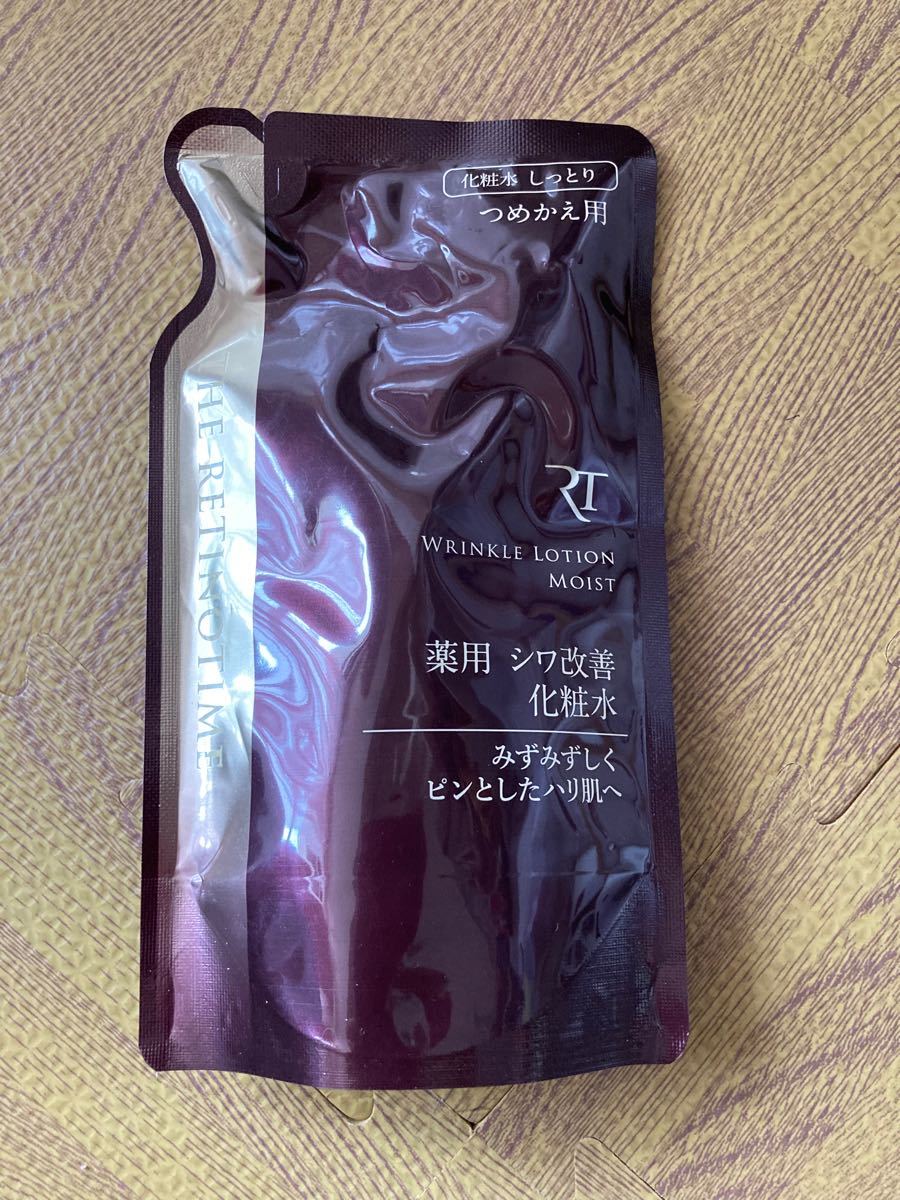 化粧水 しっとり
つめかえ用
THE RETINOTIME
RT
WRINKLE LOTION
MOIST
薬用 シワ改善
化粧水
みずみずしく
ピンとしたハリ肌へ